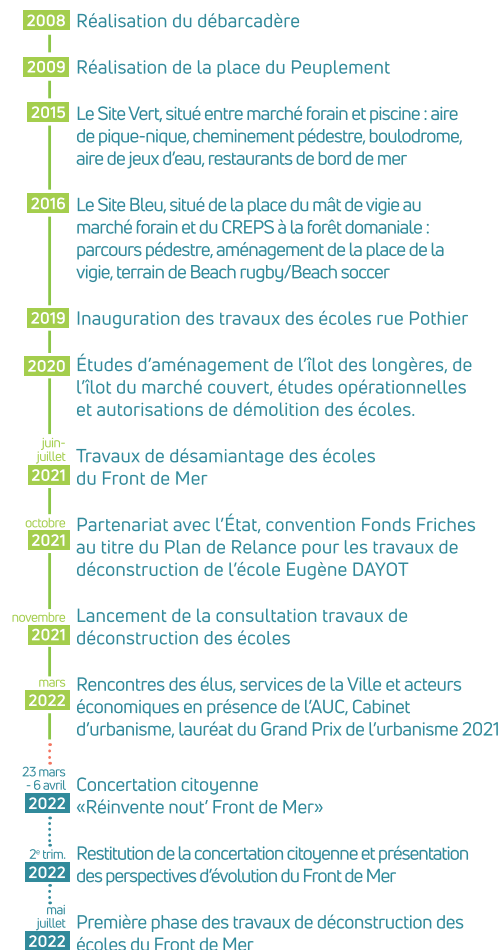 2008 Réalisation du débarcadère
2009 Réalisation de la place du Peuplement
2015 Le Site Vert, situé entre marché forain et piscine : aire
de pique-nique, cheminement pédestre, boulodrome,
aire de jeux d'eau, restaurants de bord de mer
2016 Le Site Bleu, situé de la place du mât de vigie au
marché forain et du CREPS à la forêt domaniale :
parcours pédestre, aménagement de la place de la
vigie, terrain de Beach rugby/Beach soccer
2019 Inauguration des travaux des écoles rue Pothier
2020 Études d'aménagement de l'îlot des longères, de
l'îlot du marché couvert, études opérationnelles
et autorisations de démolition des écoles.
juin-
juillet Travaux de désamiantage des écoles
2021 du Front de Mer
octobre Partenariat avec l'État, convention Fonds Friches
2021 au titre du Plan de Relance pour les travaux de
déconstruction de l'école Eugène DAYOT
novembre Lancement de la consultation travaux de
2021 déconstruction des écoles
mars Rencontres des élus, services de la Ville et acteurs
2022 économiques en présence de l'AUC, Cabinet
d'urbanisme, lauréat du Grand Prix de l'urbanisme 2021
23 mars
- 6 avril Concertation citoyenne
2022 «Réinvente nout' Front de Mer»
2e trim. Restitution de la concertation citoyenne et présentation
2022 des perspectives d'évolution du Front de Mer
mai
juillet Première phase des travaux de déconstruction des
2022 écoles du Front de Mer